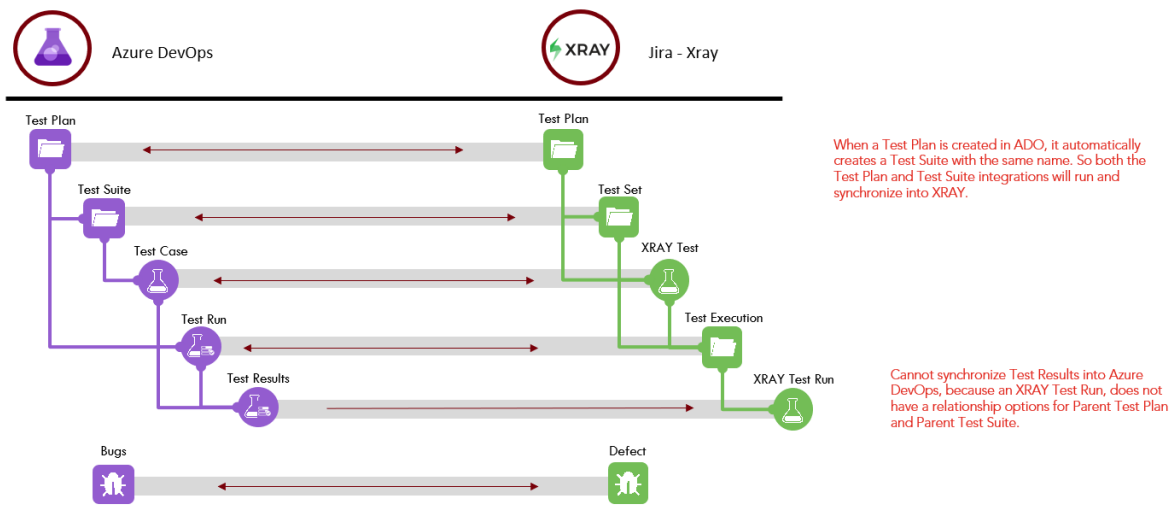 Azure DevOps
XRAY
Jira - Xray
Test Plan
Test Plan
When a Test Plan is created in ADO, it automatically
creates a Test Suite with the same name. So both the
Test Plan and Test Suite integrations will run and
synchronize into XRAY.
Test Suite
Test Set
Test Case
XRAY Test
Test Run
Test Execution
Test Results
XRAY Test Run
Cannot synchronize Test Results into Azure
DevOps, because an XRAY Test Run, does not
have a relationship options for Parent Test Plan
and Parent Test Suite.
Bugs
Defect